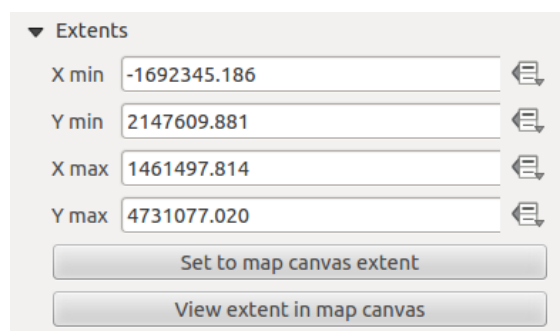 Extents
X min -1692345.186
Y min 2147609.881
X max 1461497.814
Y max 4731077.020
Set to map canvas extent
View extent in map canvas